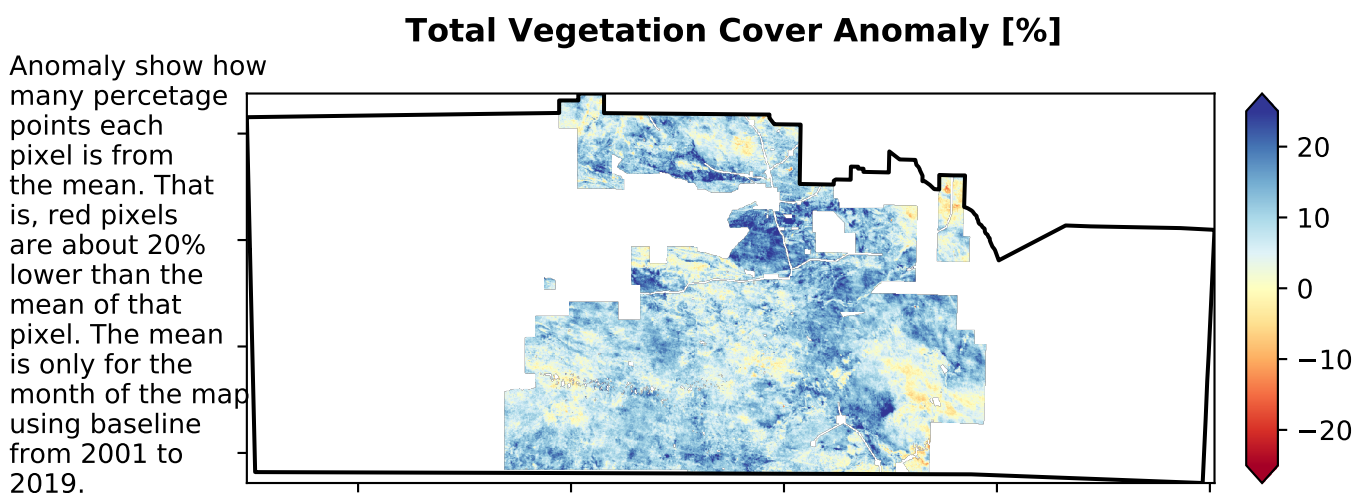 Total Vegetation Cover Anomaly [%]
Anomaly show how
many percetage
points each
pixel is from
the mean. That
is, red pixels
are about 20%
lower than the
mean of that
pixel. The mean
is only for the
month of the map
using baseline
from 2001 to
2019.
20
10
0
−10
−20